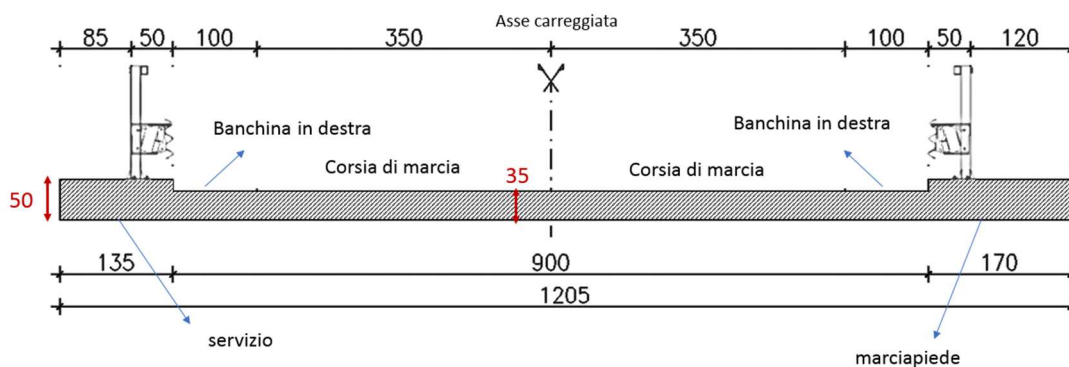 Asse carreggiata
85 50 100 350 350 100 50 120
Banchina in destra Banchina in destra
Corsia di marcia Corsia di marcia
50 35
135 900 170
1205
servizio
marciapiede